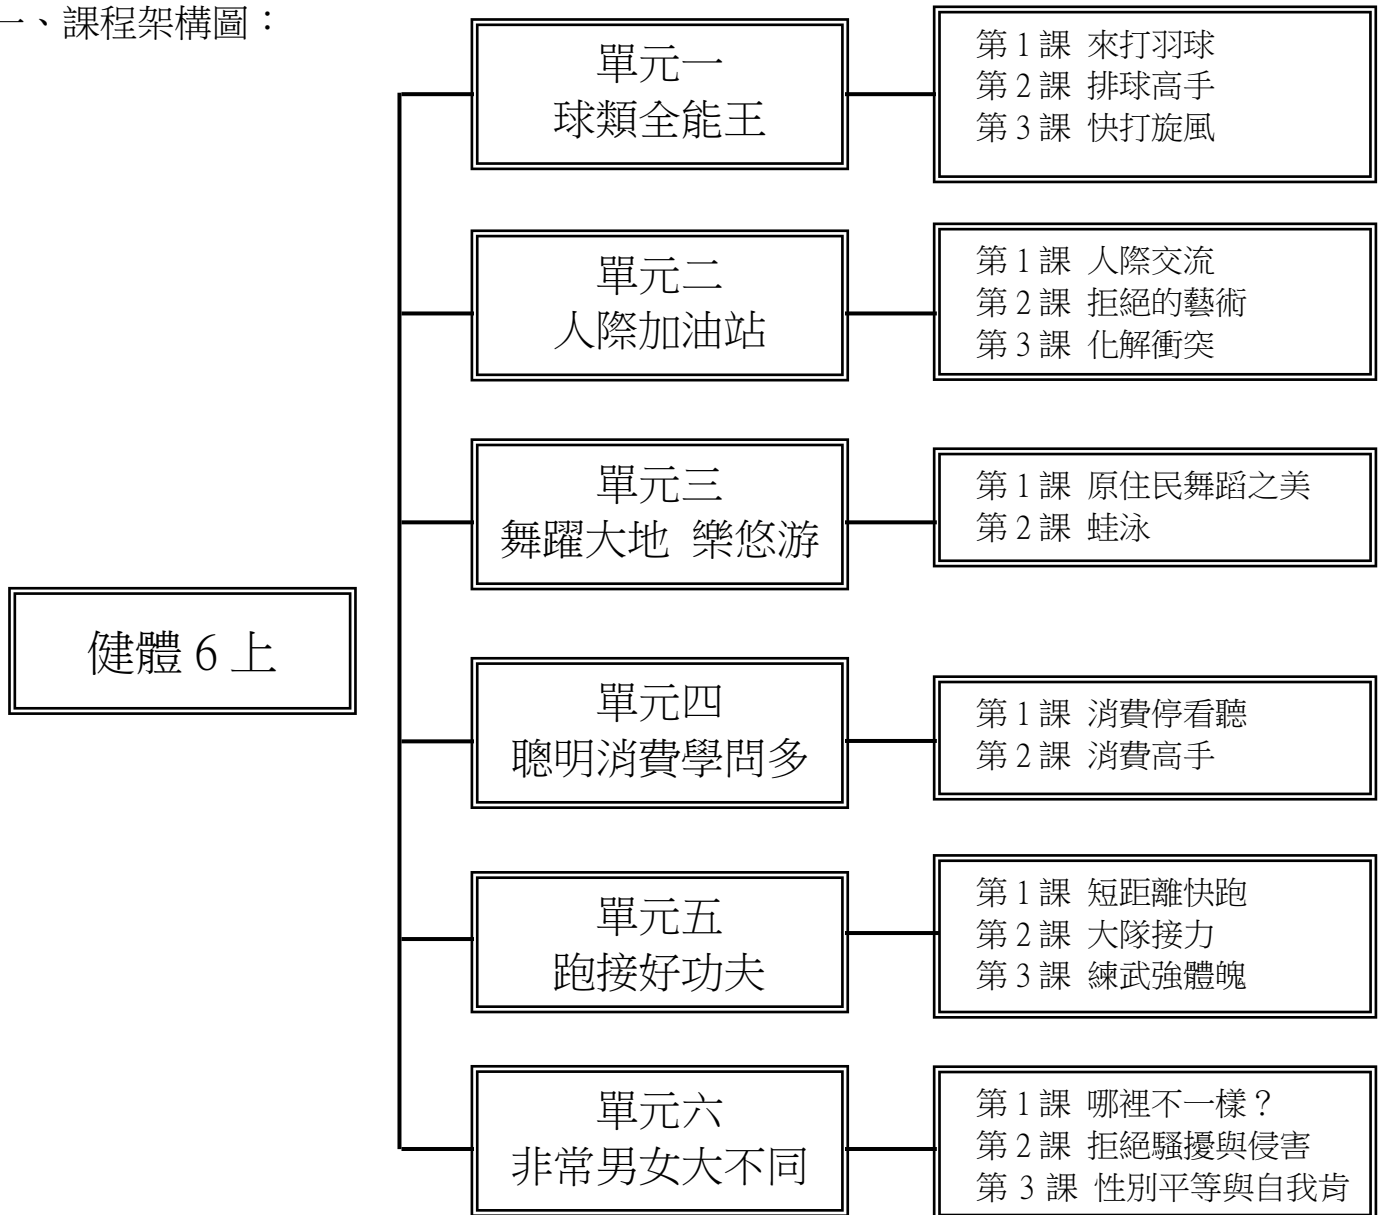 一、課程架構圖：
單元一
球類全能王
第 1 課 來打羽球
第 2 課 排球高手
第 3 課 快打旋風
單元二
人際加油站
第 1 課 人際交流
第 2 課 拒絕的藝術
第 3 課 化解衝突
單元三
舞躍大地 樂悠游
第 1 課 原住民舞蹈之美
第 2 課 蛙泳
健體 6 上
單元四
聰明消費學問多
第 1 課 消費停看聽
第 2 課 消費高手
單元五
跑接好功夫
第 1 課 短距離快跑
第 2 課 大隊接力
第 3 課 練武強體魄
單元六
非常男女大不同
第 1 課 哪裡不一樣？
第 2 課 拒絕騷擾與侵害
第 3 課 性別平等與自我肯